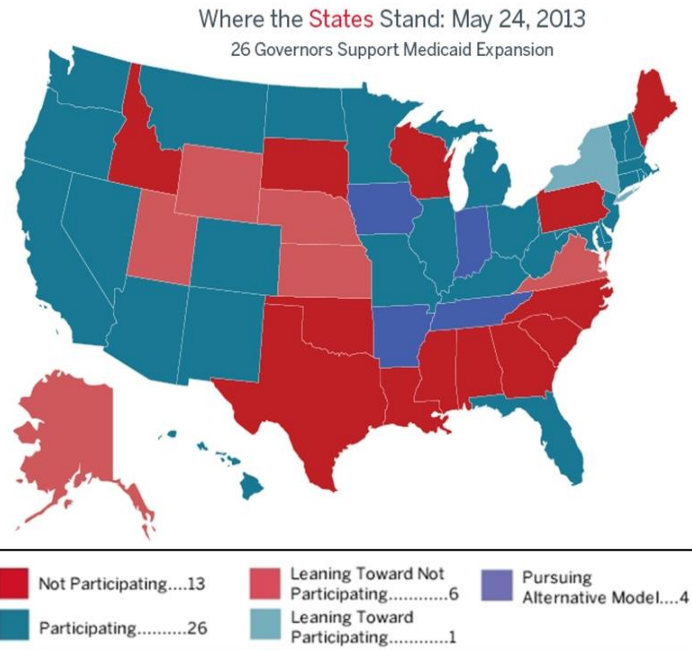 Where the States Stand: May 24, 2013
26 Governors Support Medicaid Expansion
Not Participating....13
Participating..........26
Leaning Toward Not
Participating............6
Leaning Toward
Participating............1
Pursuing
Alternative Model....4